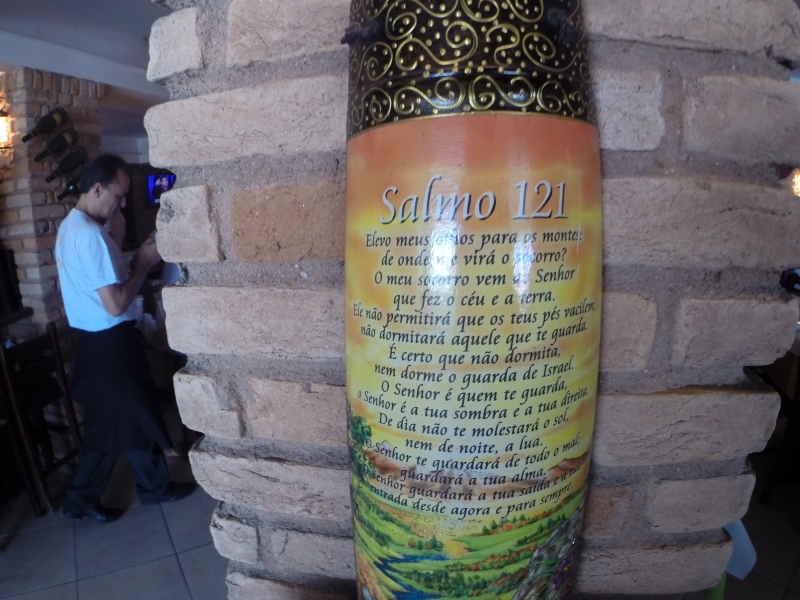 Salmo 121
Elevo meus olhos para os montes:
de onde me virá o socorro?
O meu socorro vem do Senhor
que fez o céu e a terra.
Ele não permitirá que os teus pés vacilem,
não dormitará aquele que te guarda.
É certo que não dormita,
nem dorme o guarda de Israel.
O Senhor é quem te guarda,
o Senhor é a tua sombra e a tua direita.
De dia não te molestará o sol,
nem de noite, a lua.
O Senhor te guardará de todo o mal;
guardará a tua alma.
Senhor guardará a tua saída e a tua
entrada desde agora e para sempre.